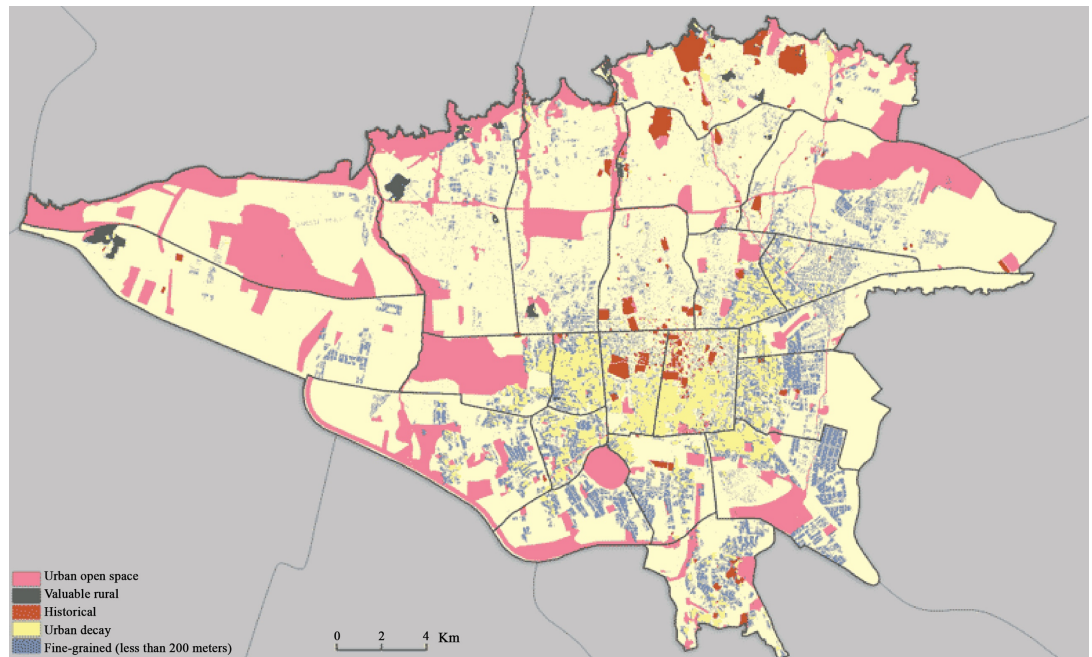 Urban open space
Valuable rural
Historical
Urban decay
Fine-grained (less than 200 meters)
0 2 4 Km